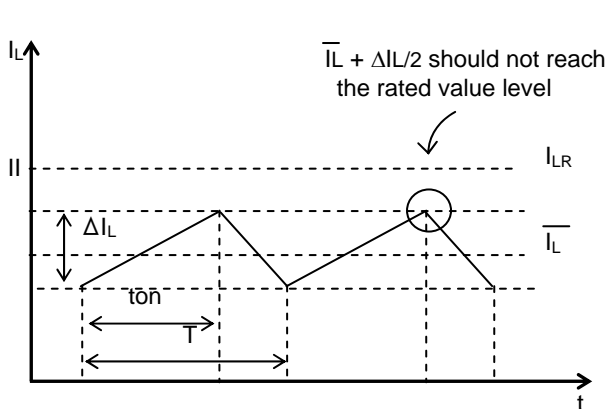 IL
IL + ΔIL/2 should not reach
the rated value level
II
ILR
ΔIL
IL
ton
T
t